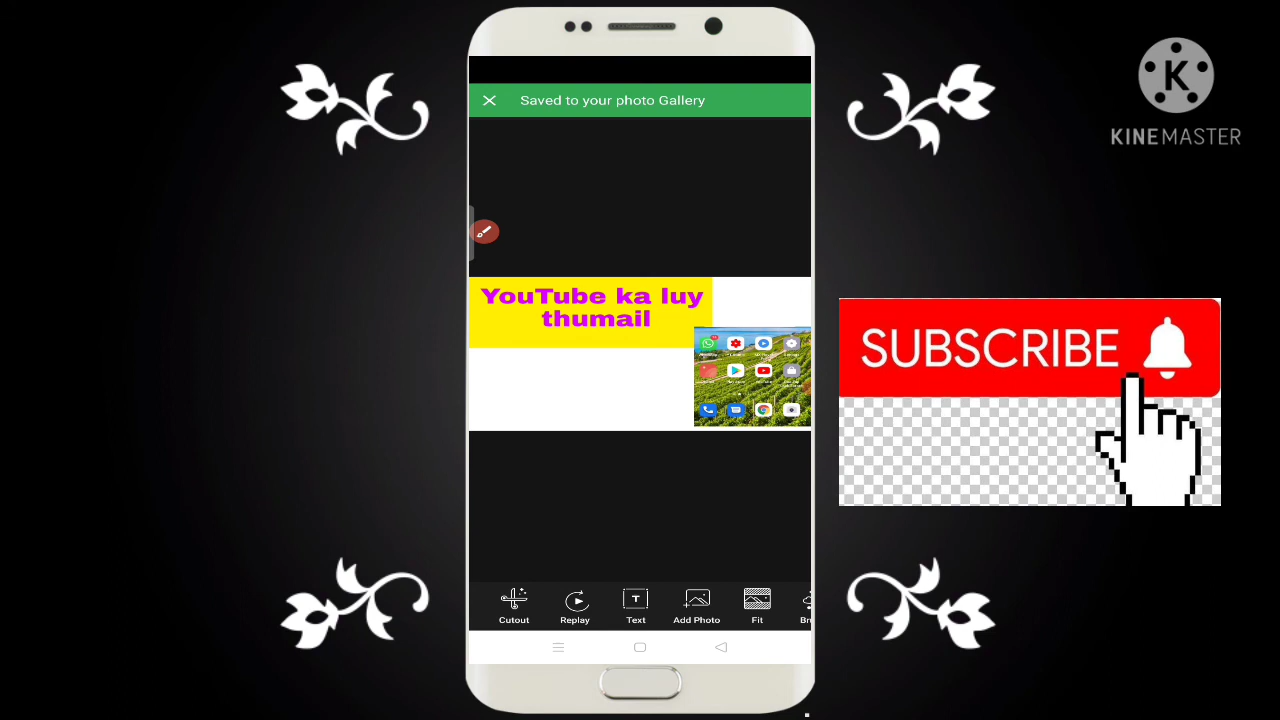 Saved to your photo Gallery
K
KINEMASTER
YouTube ka luy
thumail
SUBSCRIBE
Cutout
Replay
Text
Add Photo
Fit